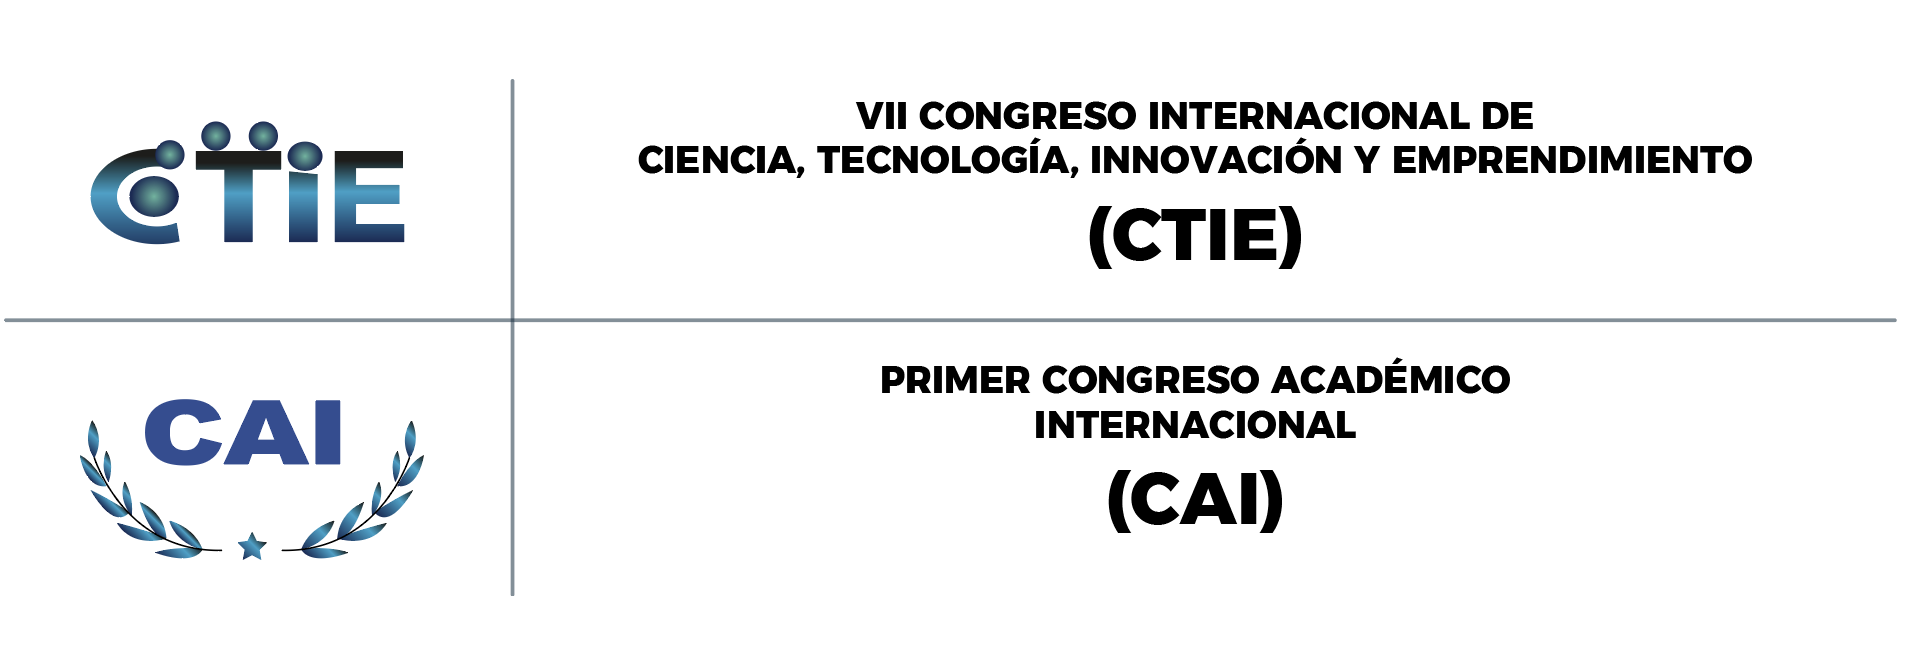 CTiE
VII CONGRESO INTERNACIONAL DE
CIENCIA, TECNOLOGÍA, INNOVACIÓN Y EMPRENDIMIENTO
(CTIE)
CAI
PRIMER CONGRESO ACADÉMICO
INTERNACIONAL
(CAI)